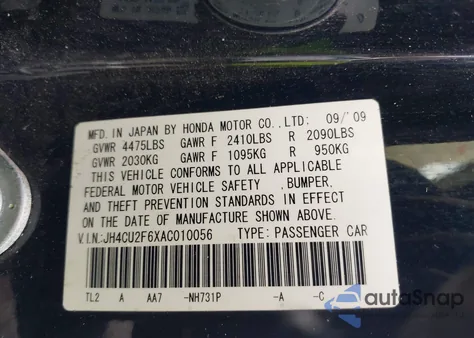 MFD. IN JAPAN BY HONDA MOTOR CO., LTD: 09/'09
GVWR 4475LBS GAWR F 2410LBS R 2090LBS
GVWR 2030KG GAWR F 1095KG R 950KG
THIS VEHICLE CONFORMS TO ALL APPLICABLE
FEDERAL MOTOR VEHICLE SAFETY ,BUMPER,
AND THEFT PREVENTION STANDARDS IN EFFECT ON
THE DATE OF MANUFACTURE SHOWN ABOVE.
V.I.N:JH4CU2F6XAC010056 TYPE: PASSENGER CAR
TL2 A AA7 -NH731P -A -C
autoSnap
Powered by